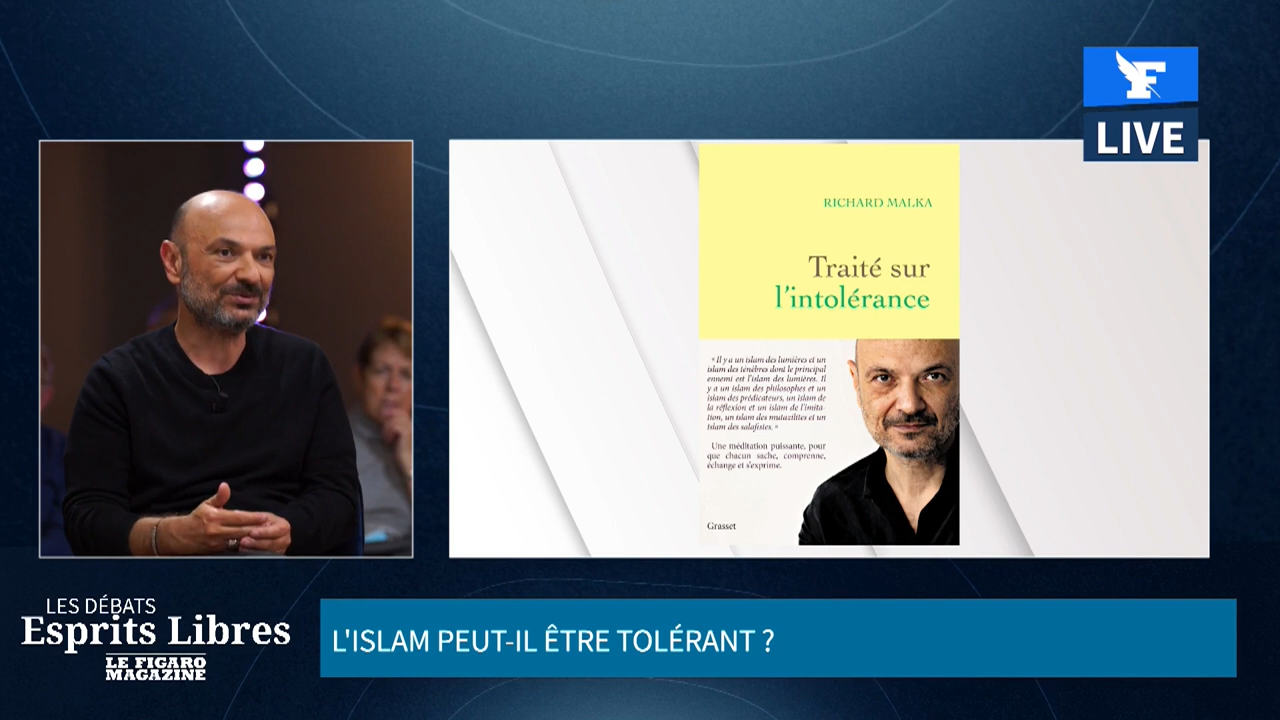 F
LIVE
RICHARD MALKA
Traité sur
l'intolérance
« Il y a un islam des lumières et un
islam des ténèbres dont le principal
ennemi est l'islam des lumières. Il
y a un islam des philosophes et un
islam des prédicateurs, un islam de
la réflexion et un islam de l'imita-
tion, un islam des mutazilites et un
islam des salafistes. »
Une méditation puissante, pour
que chacun sache, comprenne,
échange et s'exprime.
Grasset
LES DÉBATS
Esprits Libres
LE FIGARO
MAGAZINE
L'ISLAM PEUT-IL ÊTRE TOLÉRANT ?